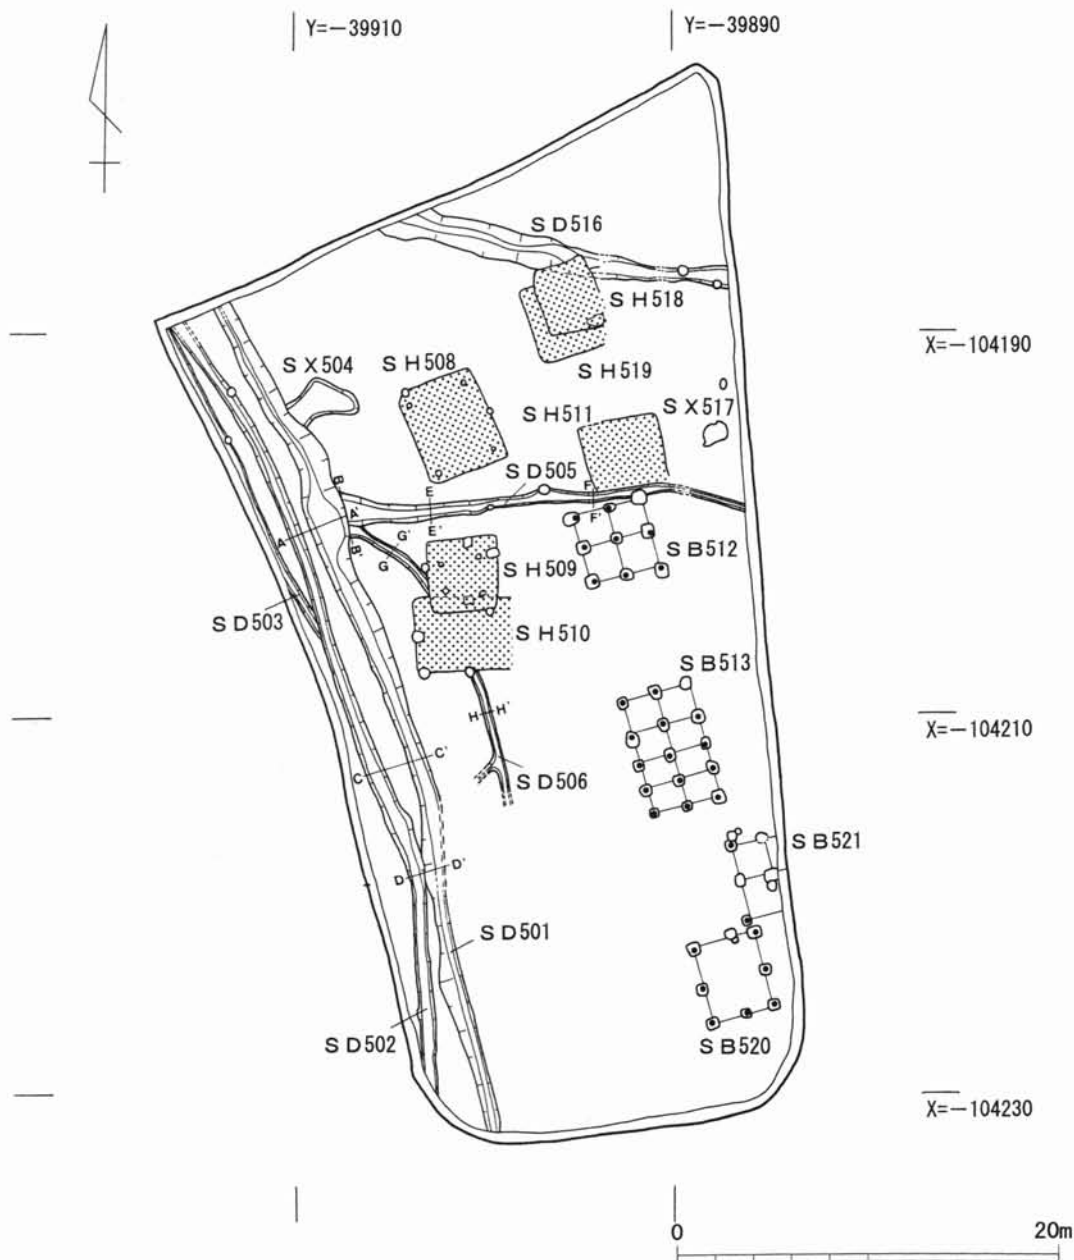 Y=−39910
Y=−39890
SD516
SH518
X=−104190
SX504
SH508
SH519
SH511
SX517
SD505
B
E
F
A'
A
E'
F'
G'
B'
G
SB512
SH509
SD503
SH510
SB513
H
H'
X=−104210
C'
C
SD506
SB521
D
D'
SD501
SD502
SB520
X=−104230
0
20m